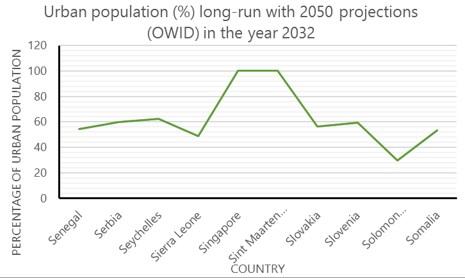 Urban population (%) long-run with 2050 projections
(OWID) in the year 2032
PERCENTAGE OF URBAN POPULATION
120
100
80
60
40
20
0
Senegal
Serbia
Seychelles
Sierra Leone
Singapore
Sint Maarten...
Slovakia
Slovenia
Solomon...
Somalia
COUNTRY